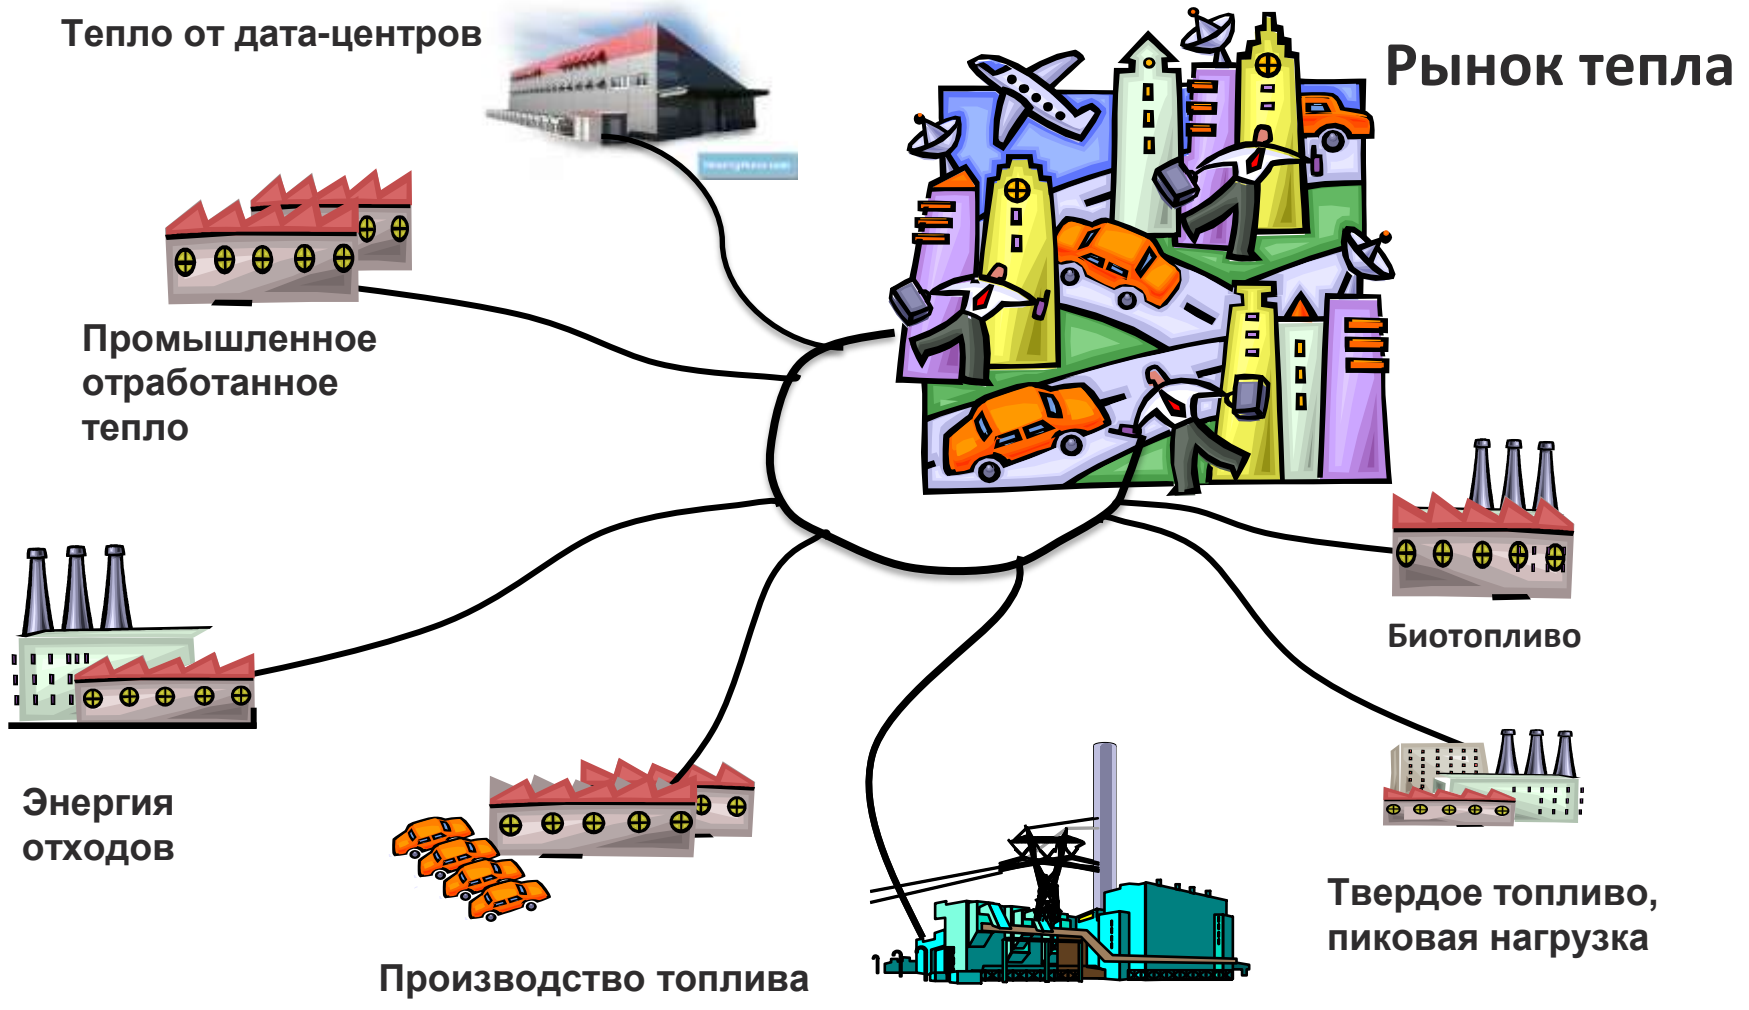 Тепло от дата-центров
Рынок тепла
Промышленное
отработанное
тепло
Биотопливо
Энергия
отходов
Твердое топливо,
пиковая нагрузка
Производство топлива